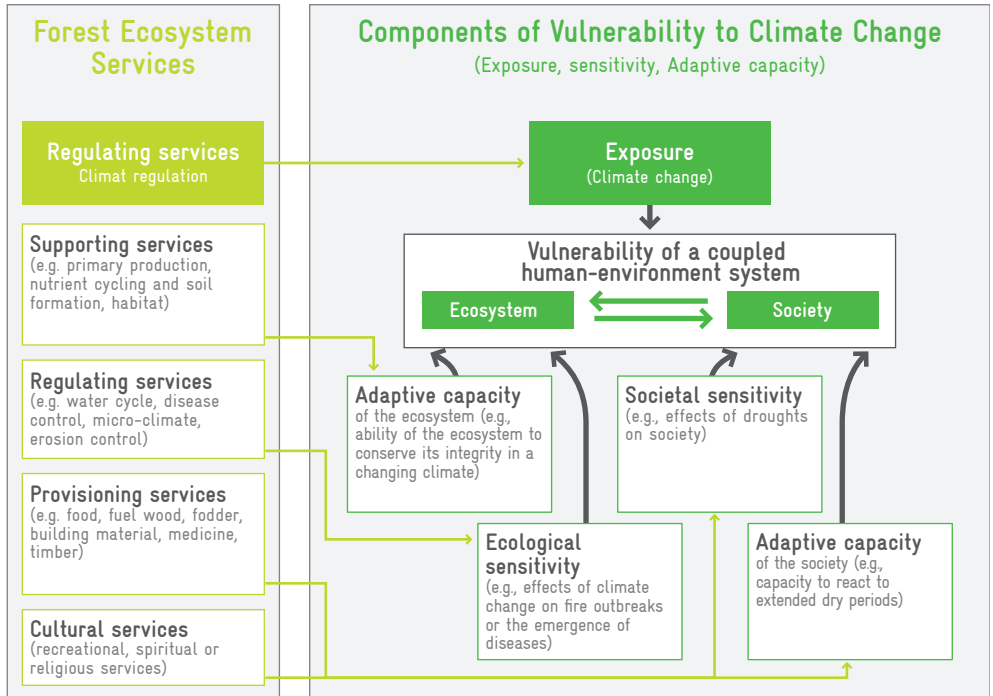 Forest Ecosystem
Services
Regulating services
Climat regulation
Supporting services
(e.g. primary production,
nutrient cycling and soil
formation, habitat)
Regulating services
(e.g. water cycle, disease
control, micro-climate,
erosion control)
Provisioning services
(e.g. food, fuel wood, fodder,
building material, medicine,
timber)
Cultural services
(recreational, spiritual or
religious services)
Components of Vulnerability to Climate Change
(Exposure, sensitivity, Adaptive capacity)
Exposure
(Climate change)
Vulnerability of a coupled
human-environment system
Ecosystem
Society
Adaptive capacity
of the ecosystem (e.g.,
ability of the ecosystem to
conserve its integrity in a
changing climate)
Societal sensitivity
(e.g., effects of droughts
on society)
Ecological
sensitivity
(e.g., effects of climate
change on fire outbreaks
or the emergence of
diseases)
Adaptive capacity
of the society (e.g.,
capacity to react to
extended dry periods)